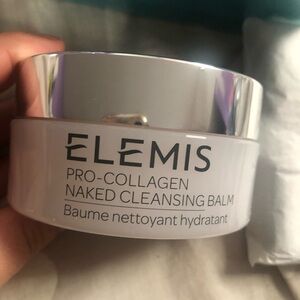 ELEMIS
PRO-COLLAGEN
NAKED CLEANSING BALM
Baume nettoyant hydratant